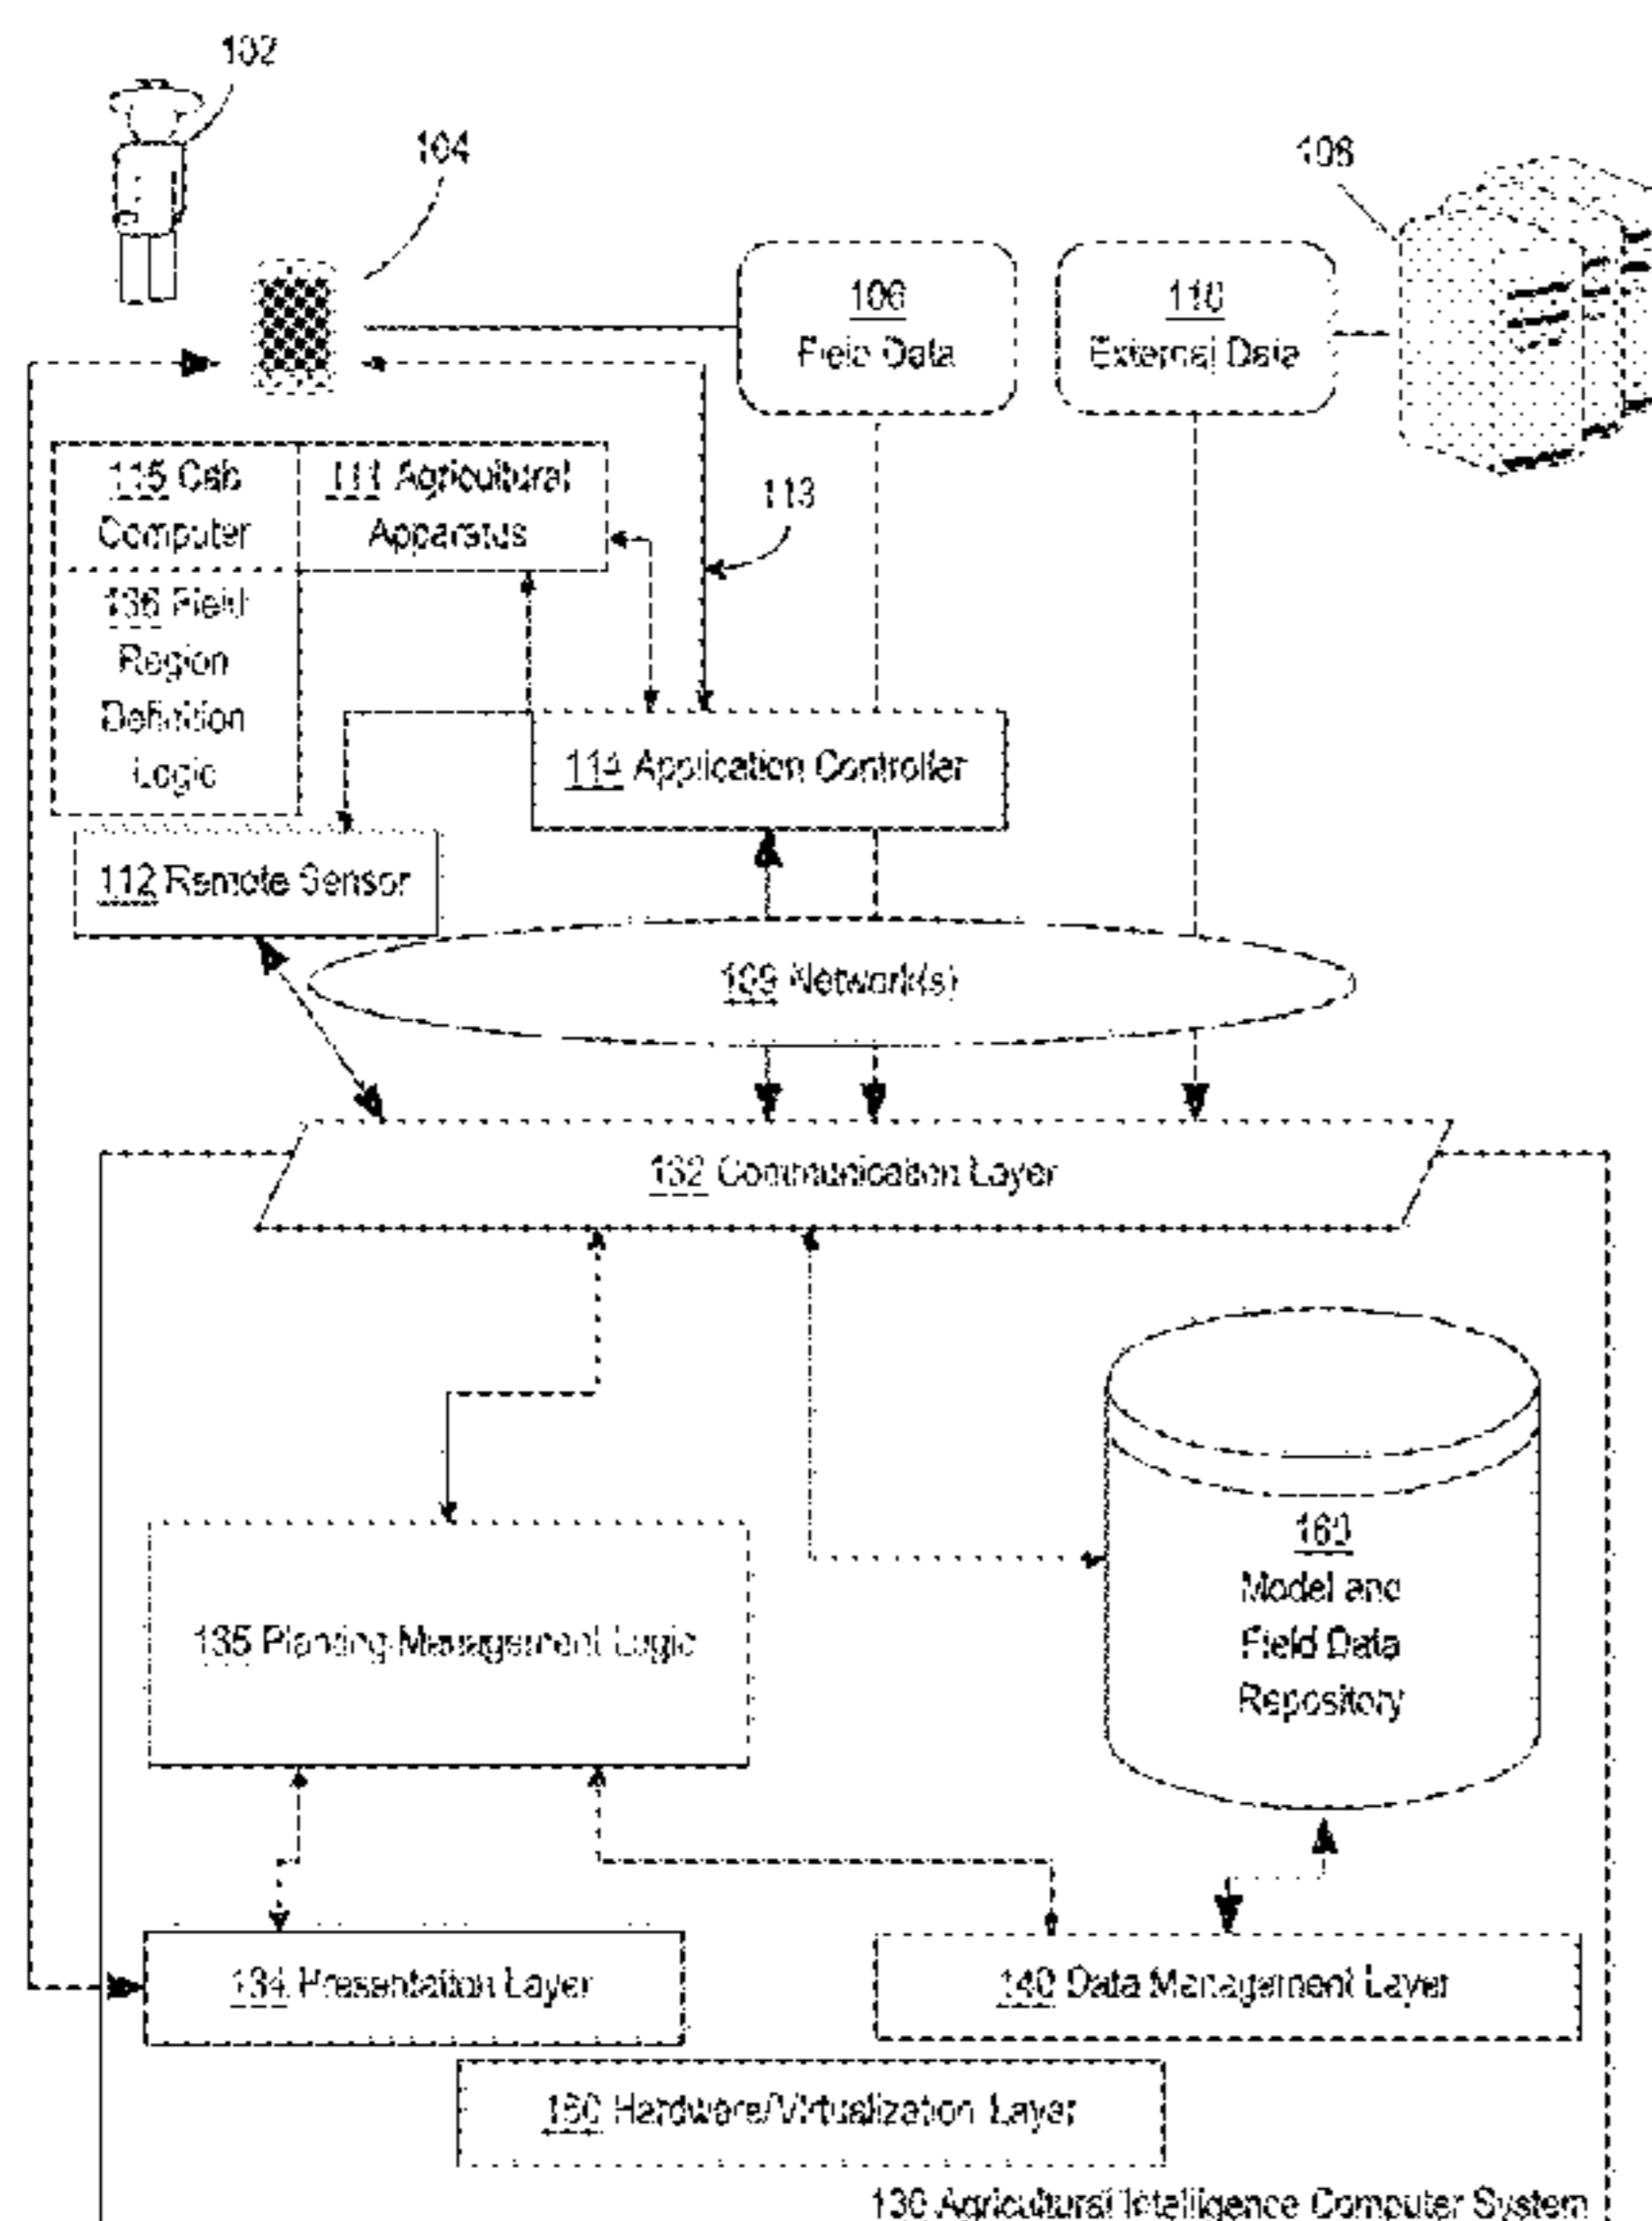 102
104
108
106
Field Data
110
External Data
115 Cab
Computer
111 Agricultural
Apparatus
113
136 Field
Region
Definition
Logic
114 Application Controller
112 Remote Sensor
109 Network(s)
132 Communication Layer
135 Planting Management Logic
160
Model and
Field Data
Repository
134 Presentation Layer
140 Data Management Layer
150 Hardware/Virtualization Layer
130 Agricultural Intelligence Computer System